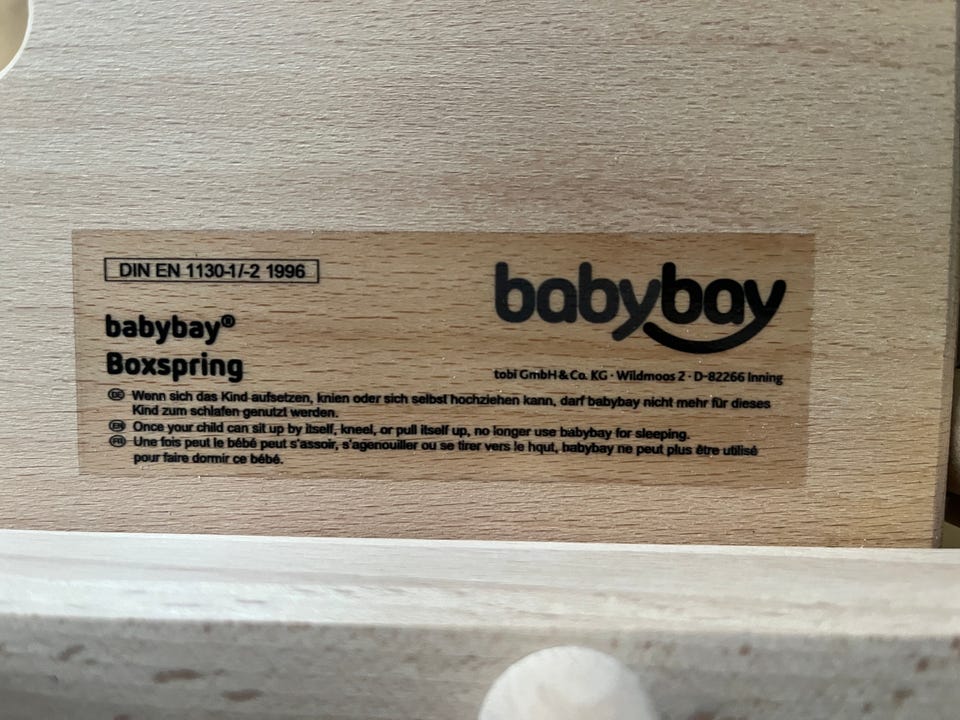 DIN EN 1130-1/-2 1996
babybay
babybay®
Boxspring
tobi GmbH & Co. KG · Wildmoos 2 · D-82266 Inning
DE Wenn sich das Kind aufsetzen, knien oder sich selbst hochziehen kann, darf babybay nicht mehr für dieses
Kind zum schlafen genutzt werden.
EN Once your child can sit up by itself, kneel, or pull itself up, no longer use babybay for sleeping.
FR Une fois peut le bébé peut s'assoir, s'agenouiller ou se tirer vers le hqut, babybay ne peut plus être utilisé
pour faire dormir ce bébé.